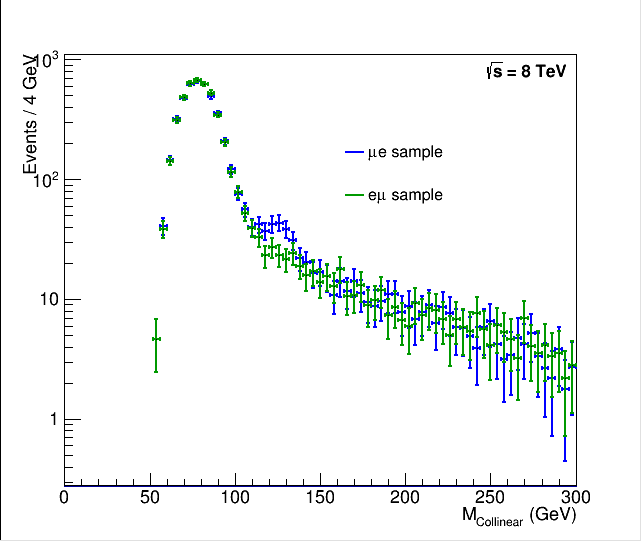 Events / 4 GeV
10³
10²
10
1
√s = 8 TeV
μe sample
eμ sample
0 50 100 150 200 250 300
M_Collinear (GeV)